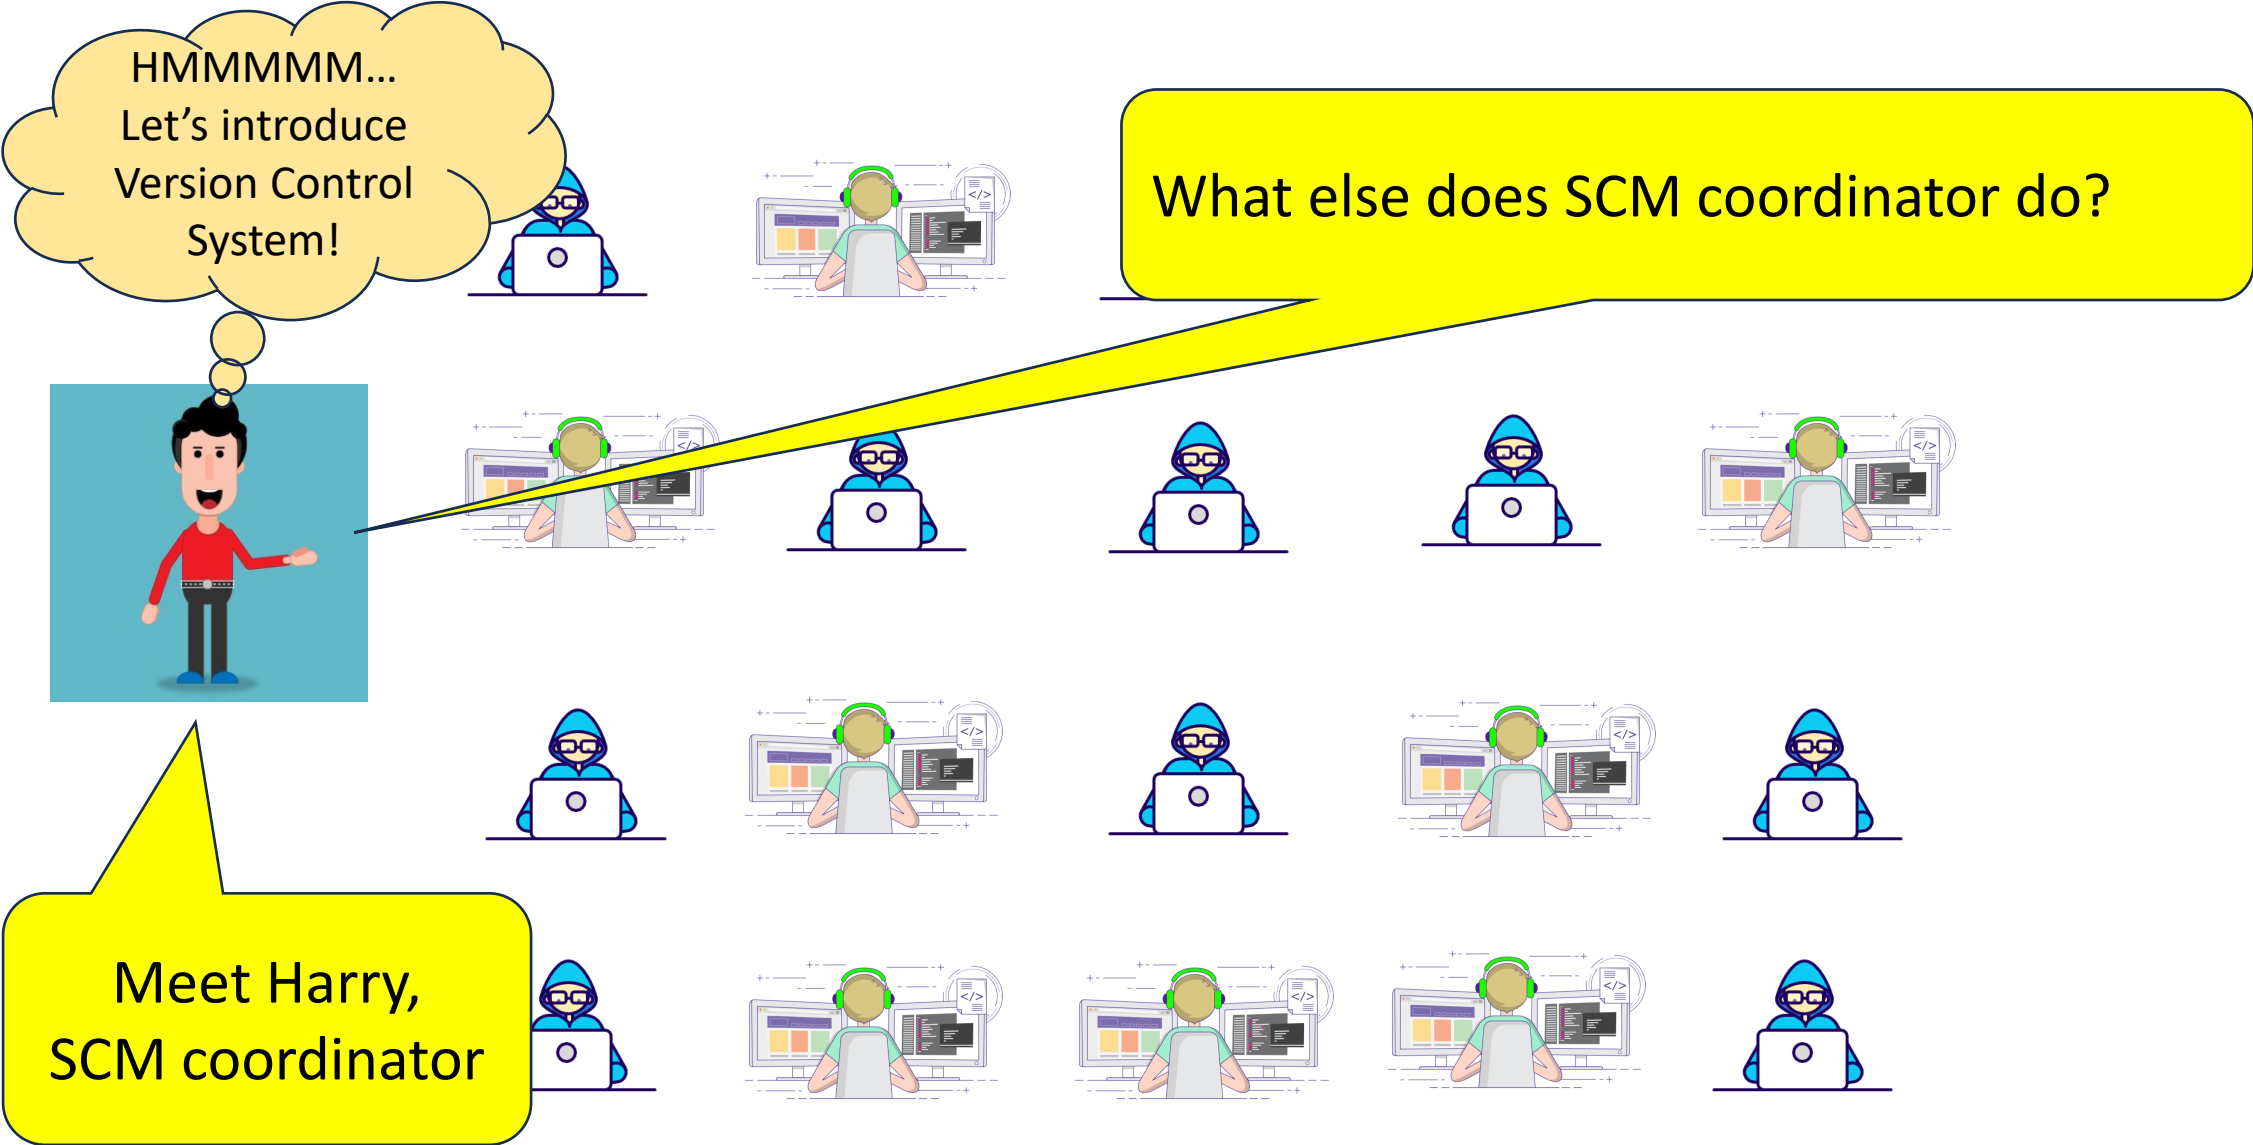 HMMMMM…
Let’s introduce
Version Control
System!
What else does SCM coordinator do?
</>
</>
</>
</>
</>
</>
</>
</>
Meet Harry,
SCM coordinator